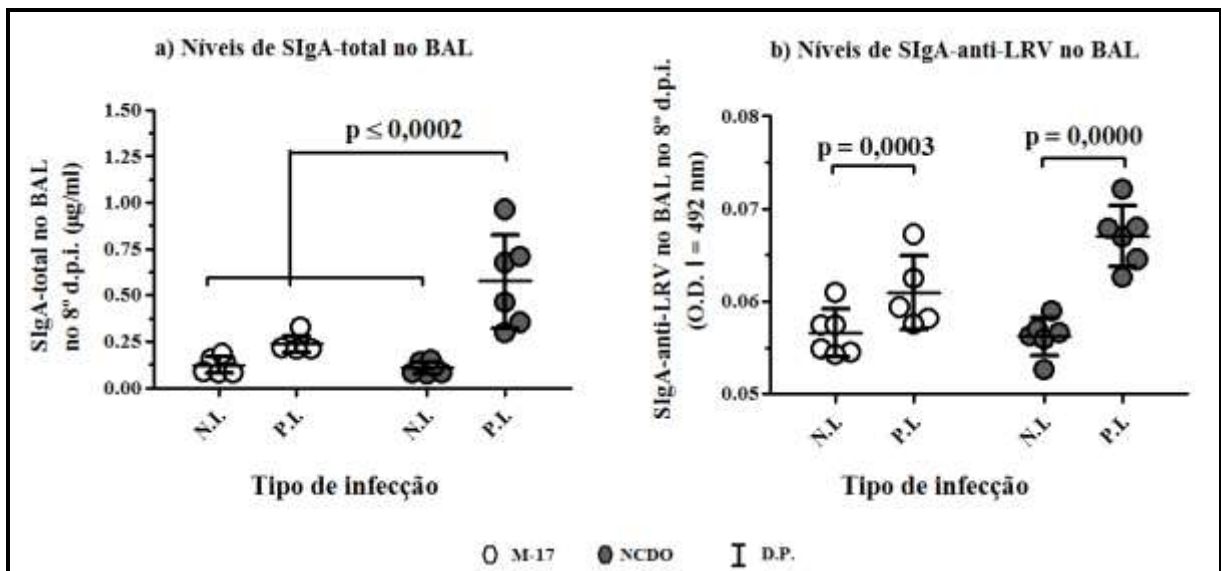 a) Níveis de SIgA-total no BAL
SIgA-total no BAL
no 8º d.p.i. (µg/ml)
1.50
1.25
1.00
0.75
0.50
0.25
0.00
p ≤ 0,0002
N.I.
P.I.
N.I.
P.I.
Tipo de infecção
b) Níveis de SIgA-anti-LRV no BAL
SIgA-anti-LRV no BAL no 8º d.p.i.
(O.D. l = 492 nm)
0.08
0.07
0.06
0.05
p = 0,0003
p = 0,0000
N.I.
P.I.
N.I.
P.I.
Tipo de infecção
M-17
NCDO
D.P.